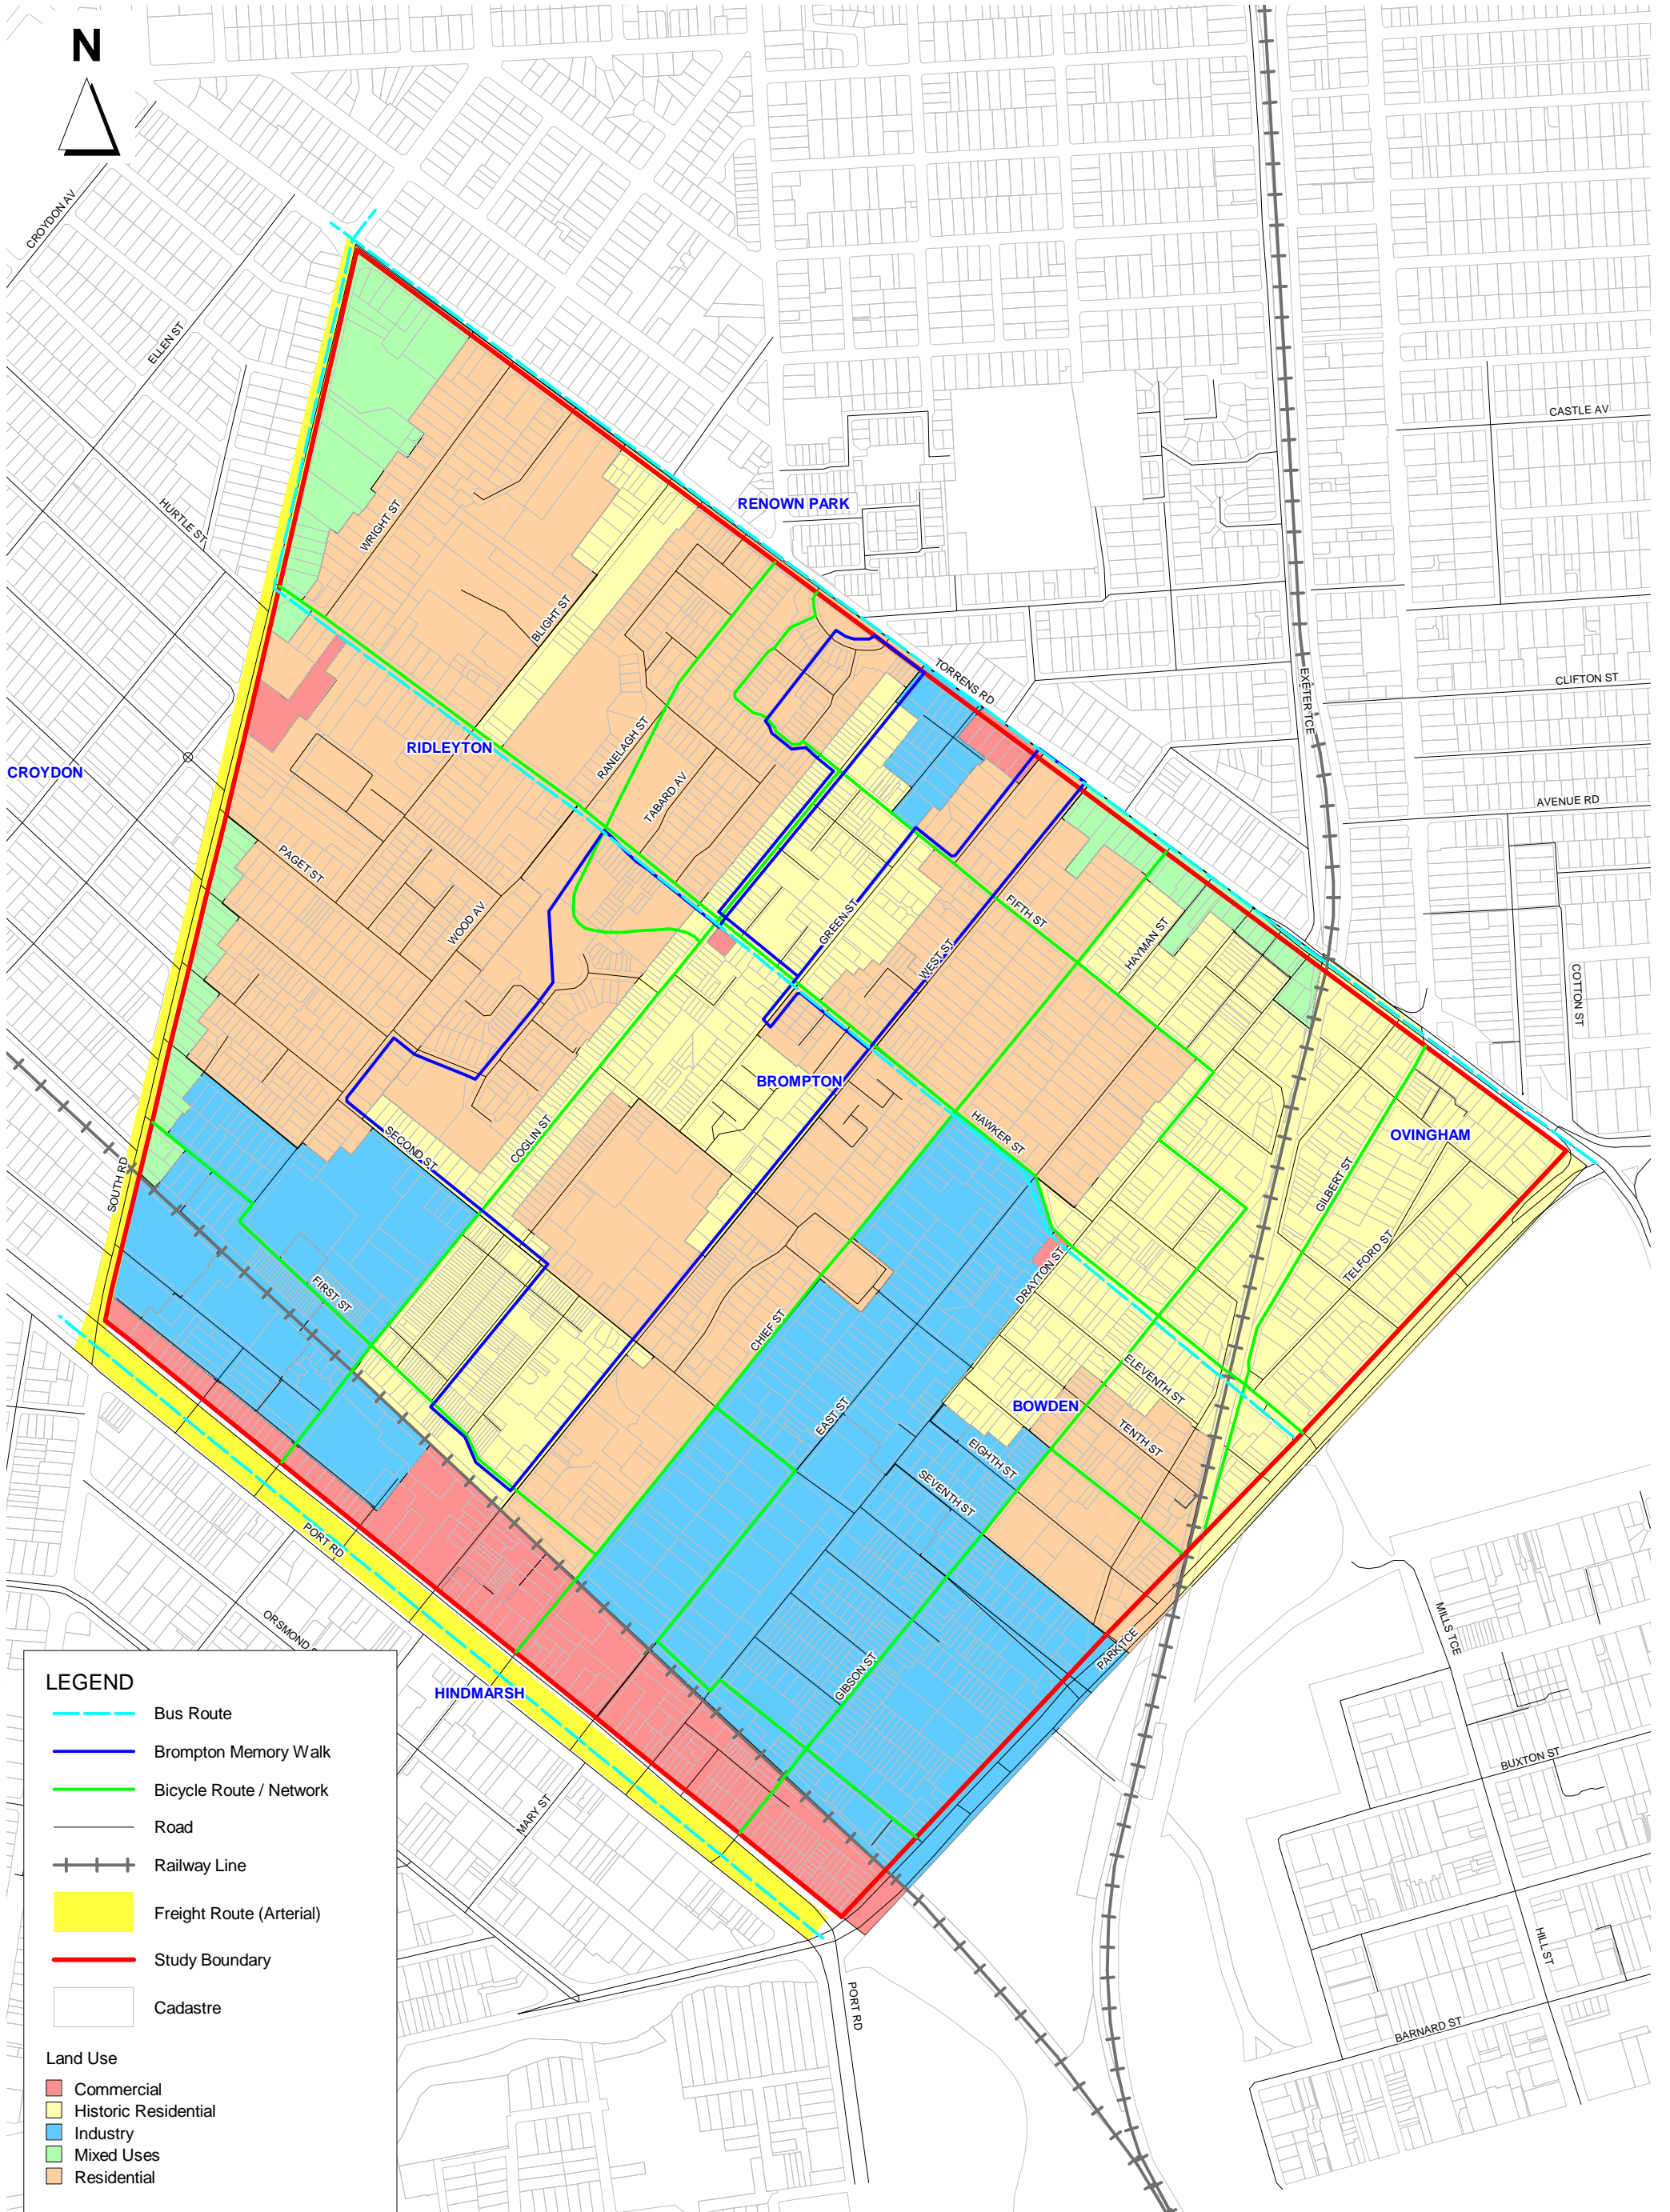 N
CROYDON AV
ELLEN ST
HURTLE ST
WRIGHT ST
BLIGHT ST
RENOWN PARK
CASTLE AV
TORRENS RD
EXETER TCE
CLIFTON ST
RIDLEYTON
CROYDON
RANELAGH ST
TABARD AV
AVENUE RD
PAGET ST
WOOD AV
GREEN ST
WEST ST
FIFTH ST
HAYMAN ST
COTTON ST
BROMPTON
HAWKER ST
OVINGHAM
SECOND ST
COGLIN ST
SOUTH RD
GILBERT ST
TELFORD ST
FIRST ST
DRAYTON ST
CHIEF ST
ELEVENTH ST
BOWDEN
EAST ST
TENTH ST
EIGHTH ST
SEVENTH ST
PORT RD
ORSMOND S
MILLS TCE
PARK TCE
GIBSON ST
HINDMARSH
BUXTON ST
MARY ST
HILL ST
PORT RD
BARNARD ST
LEGEND
Bus Route
Brompton Memory Walk
Bicycle Route / Network
Road
Railway Line
Freight Route (Arterial)
Study Boundary
Cadastre
Land Use
Commercial
Historic Residential
Industry
Mixed Uses
Residential